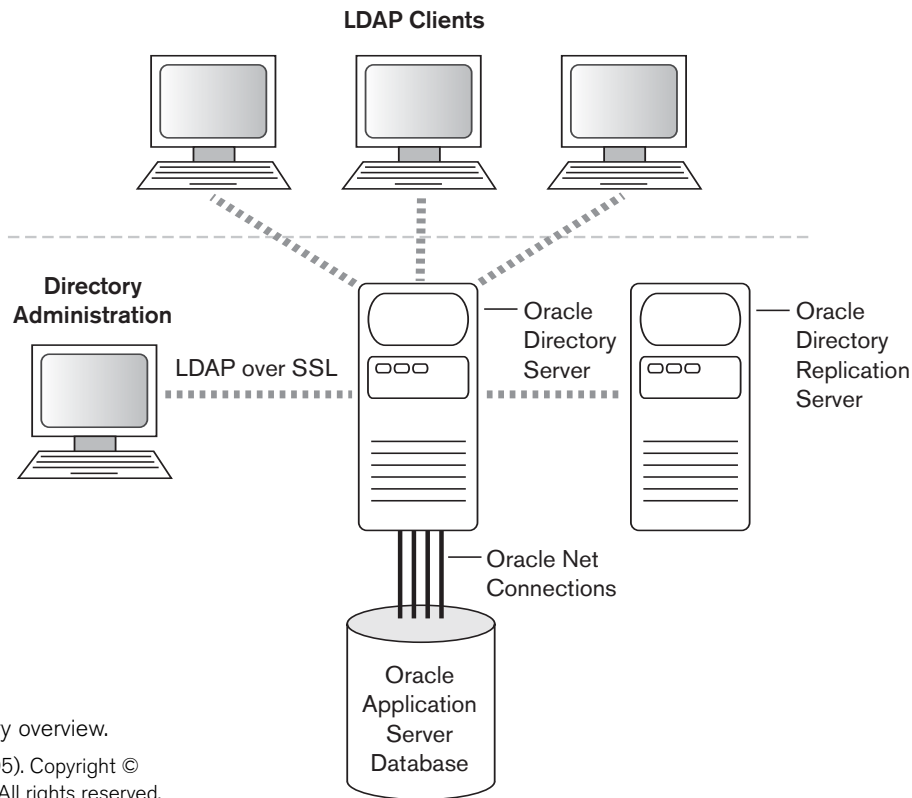 LDAP Clients
Directory
Administration
LDAP over SSL
Oracle
Directory
Server
Oracle
Directory
Replication
Server
Oracle Net
Connections
Oracle
Application
Server
Database
overview.
Copyright ©
All rights reserved.